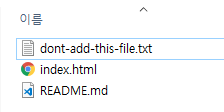 이름
dont-add-this-file.txt
index.html
README.md